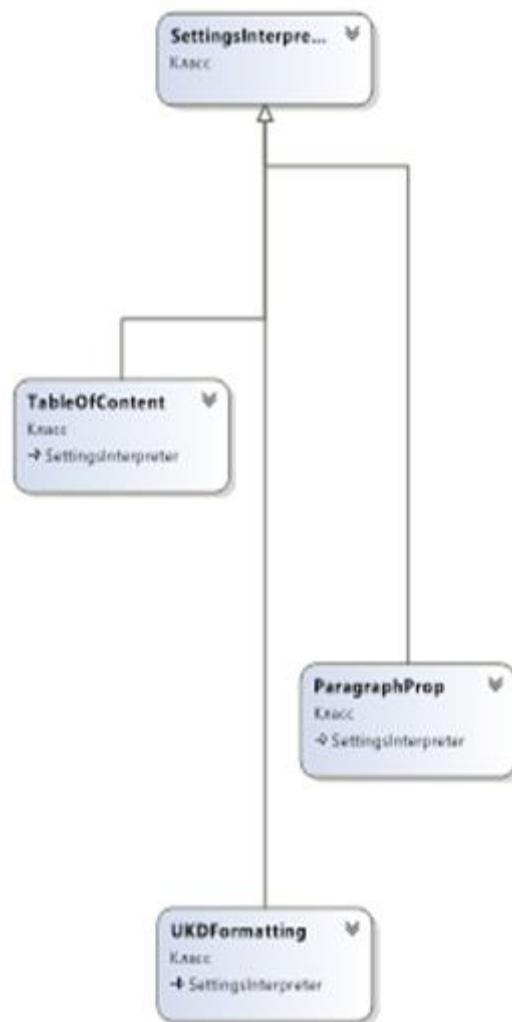 SettingsInterpre...
Класс
TableOfContent
Класс
SettingsInterpreter
ParagraphProp
Класс
SettingsInterpreter
UKDFormatting
Класс
SettingsInterpreter